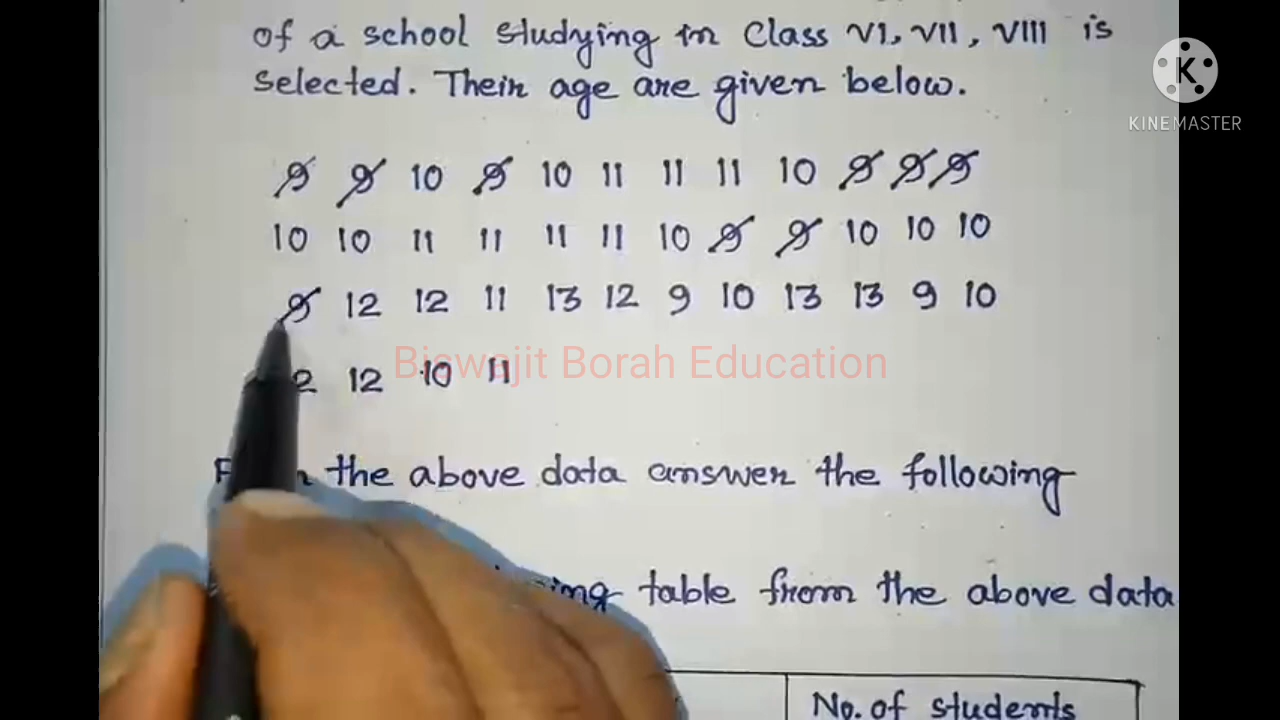 of a school studying in Class VI, VII, VIII is
K
selected. Their age are given below.
KINEMASTER
9 9 10 9 10 11 11 11 10 9 9 9
10 10 11 11 11 11 10 9 9 10 10 10
9 12 12 11 13 12 9 10 13 13 9 10
Biswajit Borah Education
2 12 10 11
the above data answer the following
table from the above data
No. of students